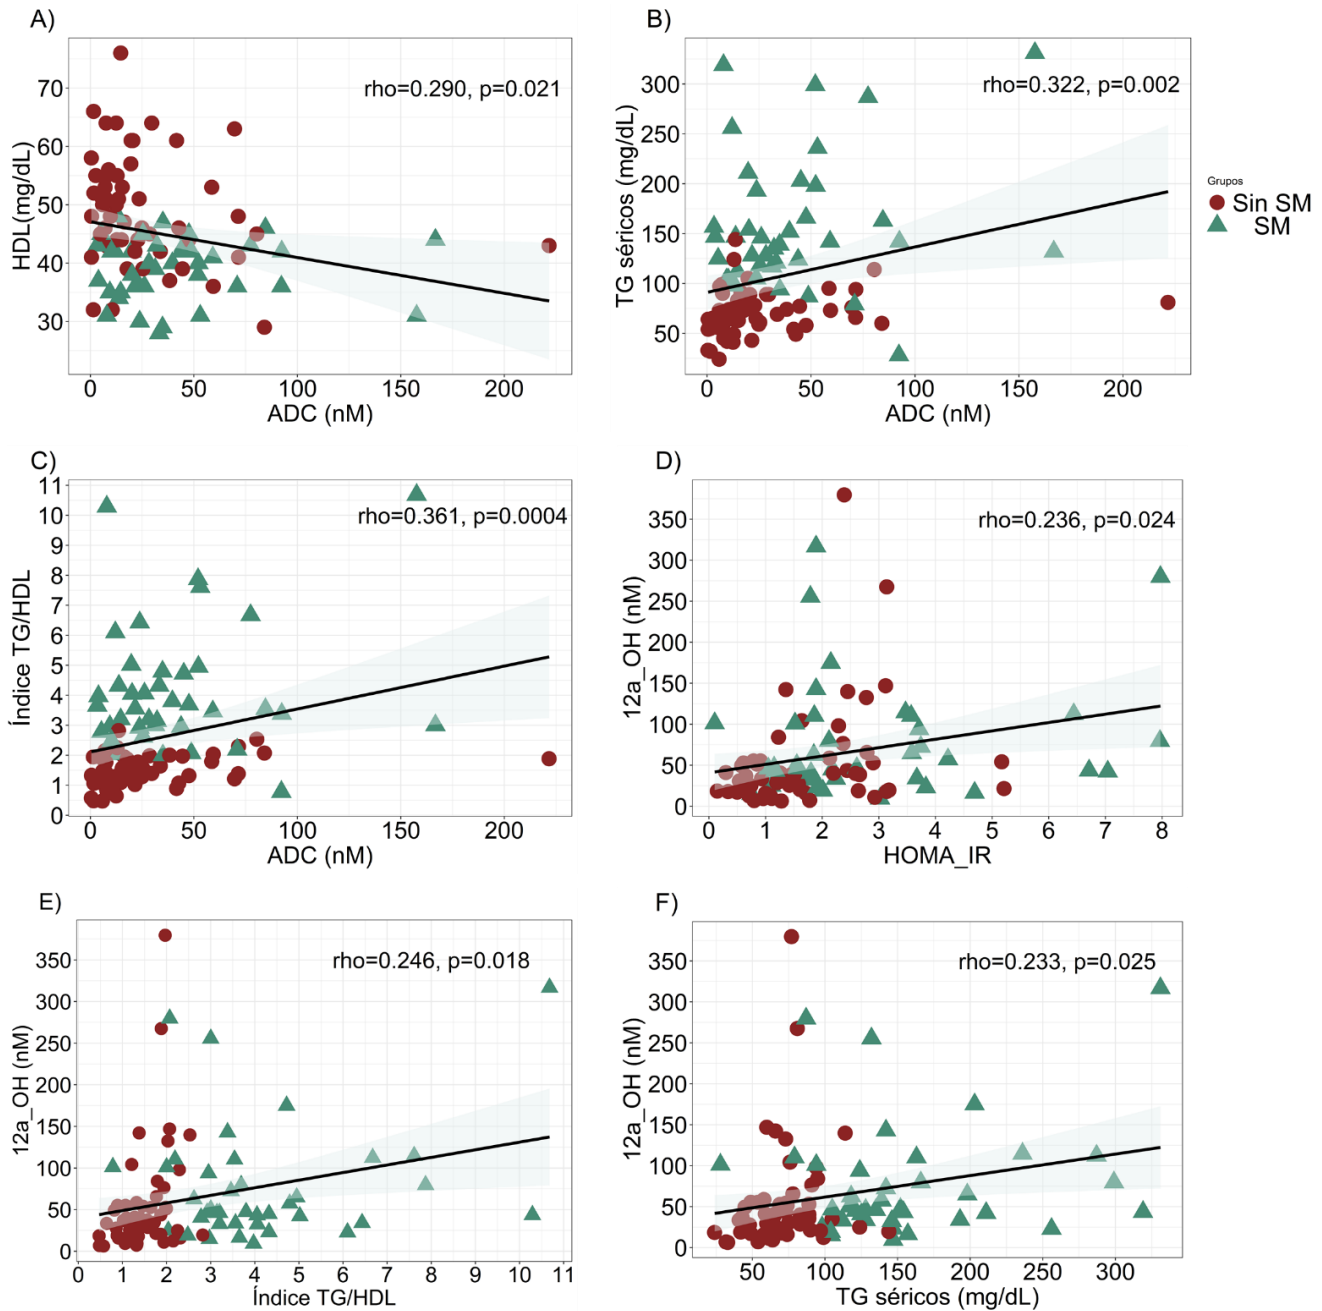 A)
rho=0.290, p=0.021
HDL(mg/dL)
70
60
50
40
30
0 50 100 150 200
ADC (nM)
B)
rho=0.322, p=0.002
TG séricos (mg/dL)
300
250
200
150
100
50
0 50 100 150 200
ADC (nM)
Grupos
Sin SM
SM
C)
rho=0.361, p=0.0004
Índice TG/HDL
11
10
9
8
7
6
5
4
3
2
1
0
0 50 100 150 200
ADC (nM)
D)
rho=0.236, p=0.024
12a_OH (nM)
350
300
250
200
150
100
50
0
0 1 2 3 4 5 6 7 8
HOMA_IR
E)
rho=0.246, p=0.018
12a_OH (nM)
350
300
250
200
150
100
50
0
0 1 2 3 4 5 6 7 8 9 10 11
Índice TG/HDL
F)
rho=0.233, p=0.025
12a_OH (nM)
350
300
250
200
150
100
50
0
50 100 150 200 250 300
TG séricos (mg/dL)